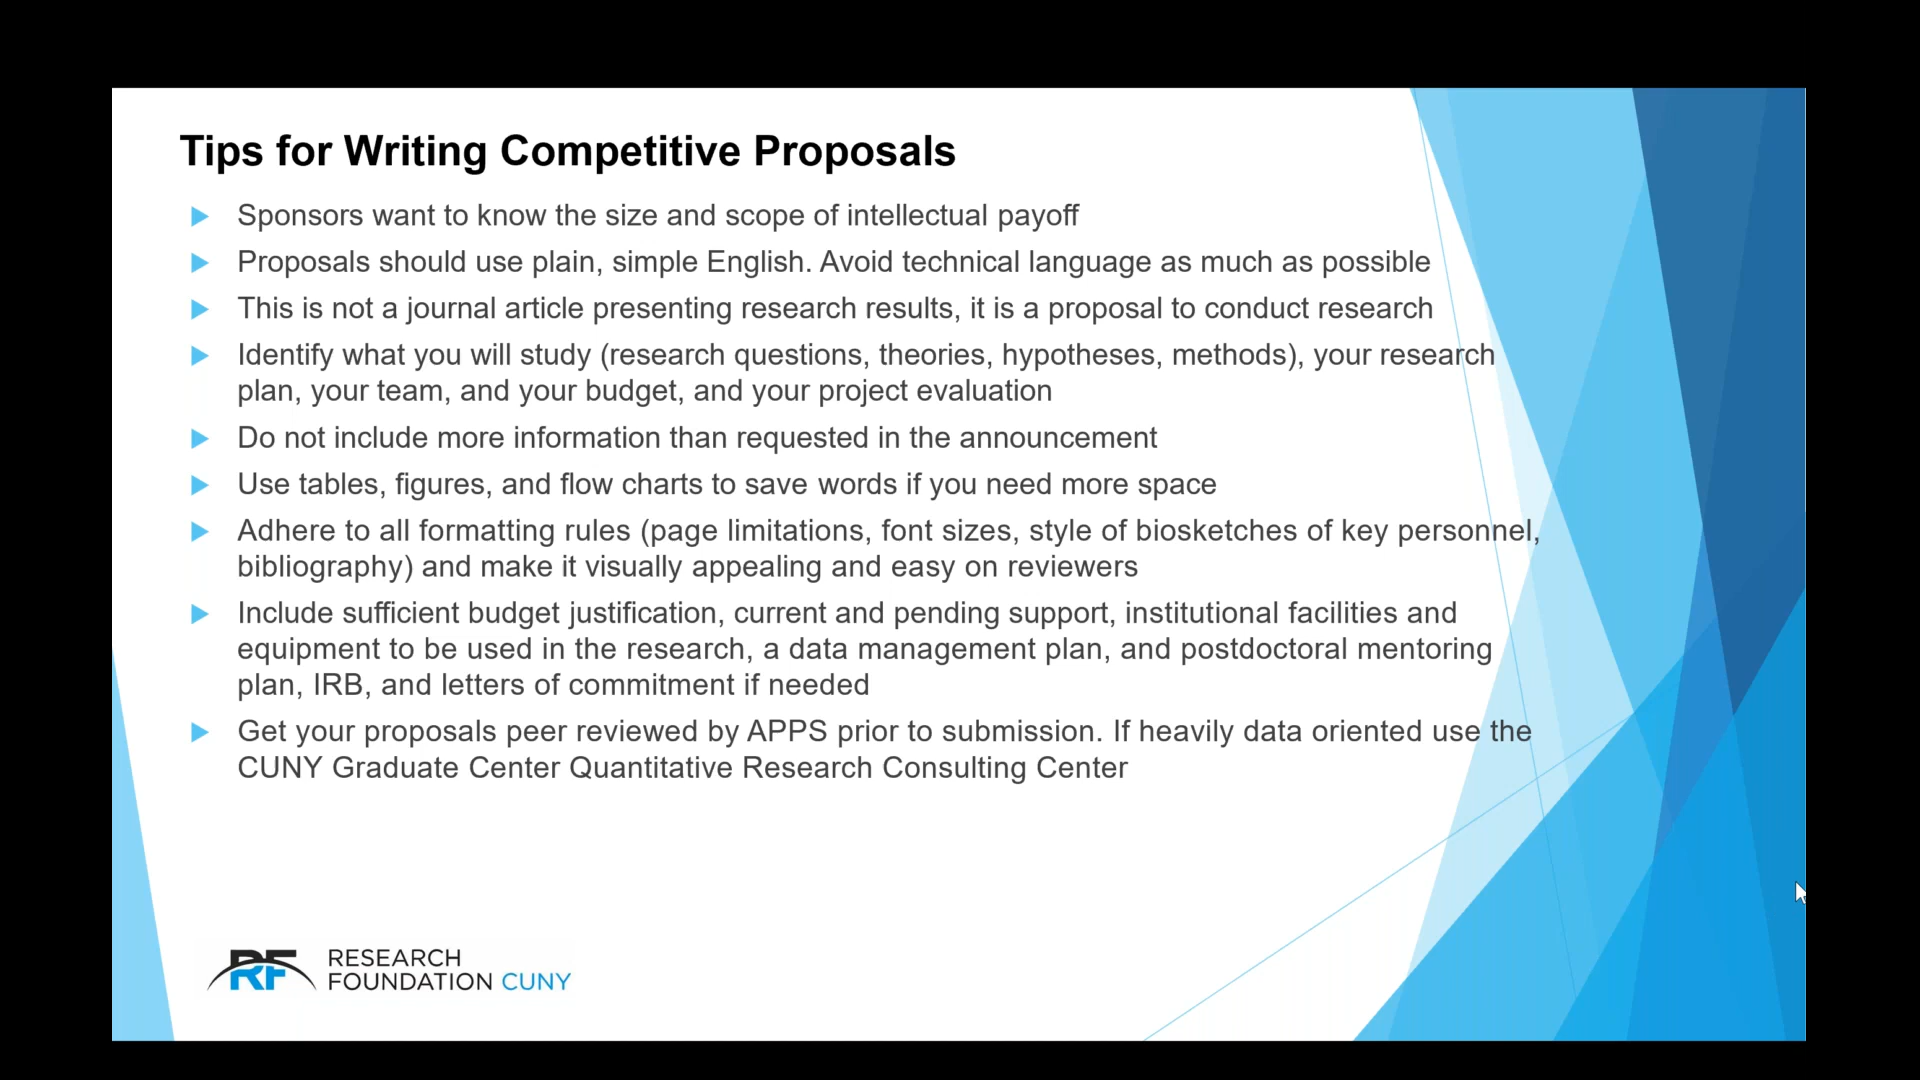 Tips for Writing Competitive Proposals
Sponsors want to know the size and scope of intellectual payoff
Proposals should use plain, simple English. Avoid technical language as much as possible
This is not a journal article presenting research results, it is a proposal to conduct research
Identify what you will study (research questions, theories, hypotheses, methods), your research
plan, your team, and your budget, and your project evaluation
Do not include more information than requested in the announcement
Use tables, figures, and flow charts to save words if you need more space
Adhere to all formatting rules (page limitations, font sizes, style of biosketches of key personnel,
bibliography) and make it visually appealing and easy on reviewers
Include sufficient budget justification, current and pending support, institutional facilities and
equipment to be used in the research, a data management plan, and postdoctoral mentoring
plan, IRB, and letters of commitment if needed
Get your proposals peer reviewed by APPS prior to submission. If heavily data oriented use the
CUNY Graduate Center Quantitative Research Consulting Center
RF
RESEARCH
FOUNDATION CUNY